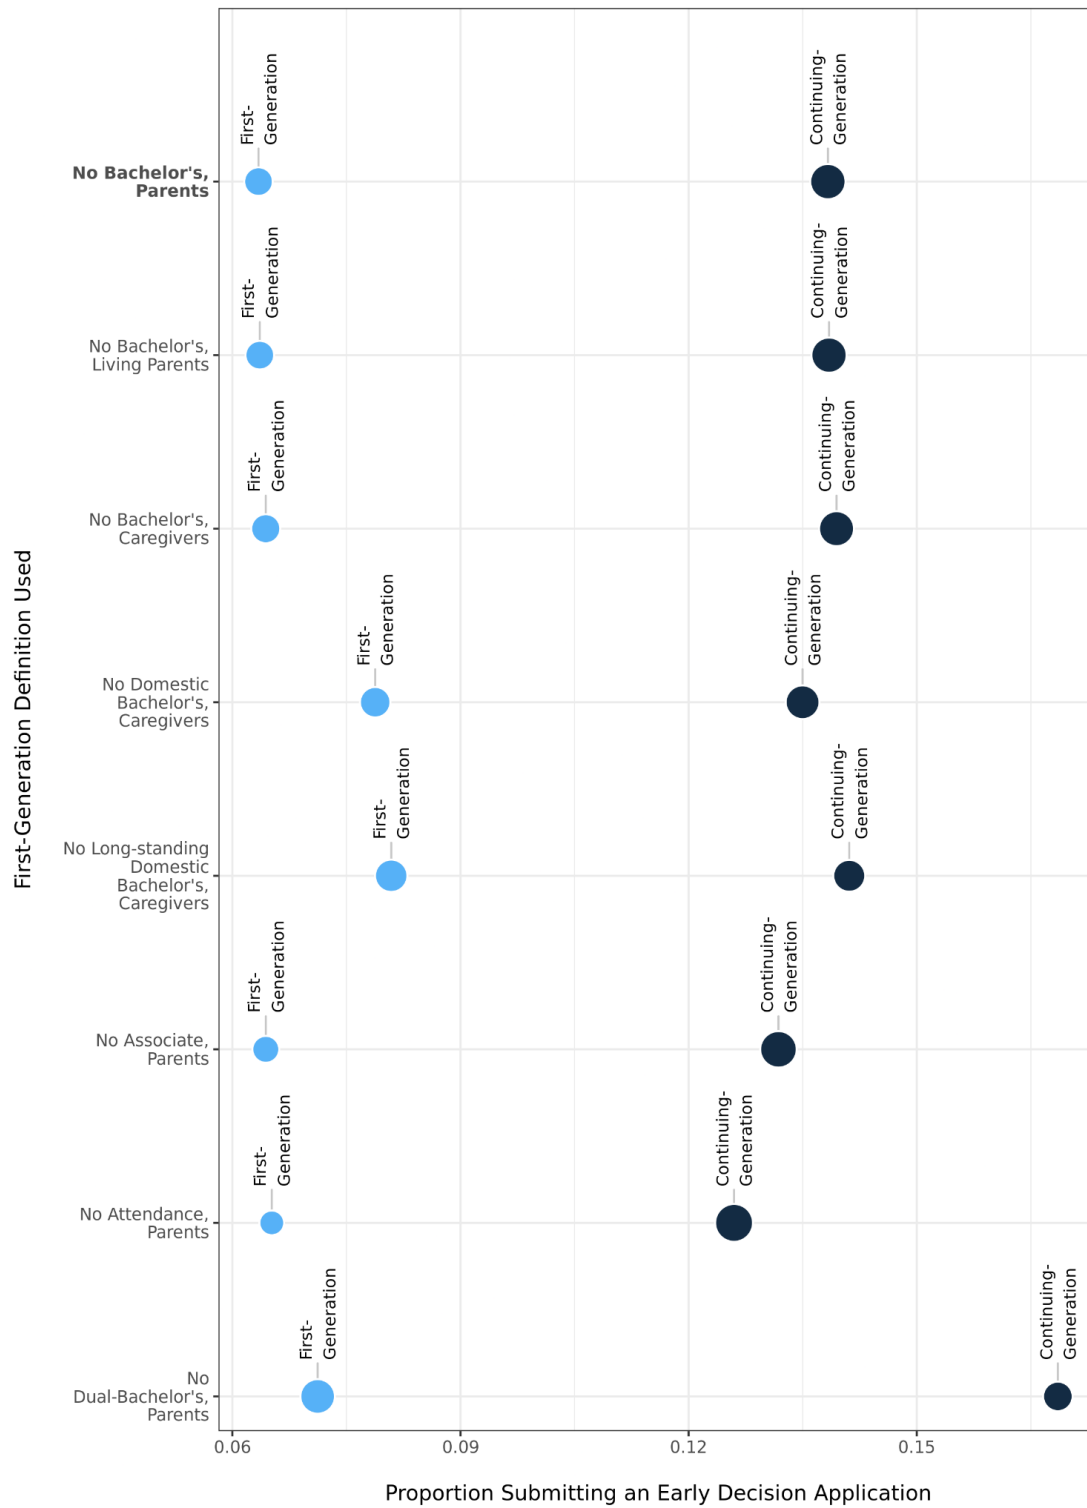 First-
Generation
Continuing-
Generation
No Bachelor's,
Parents
First-
Generation
Continuing-
Generation
No Bachelor's,
Living Parents
First-
Generation
Continuing-
Generation
No Bachelor's,
Caregivers
First-
Generation
Continuing-
Generation
No Domestic
Bachelor's,
Caregivers
First-
Generation
Continuing-
Generation
No Long-standing
Domestic
Bachelor's,
Caregivers
First-
Generation
Continuing-
Generation
No Associate,
Parents
First-
Generation
Continuing-
Generation
No Attendance,
Parents
First-
Generation
Continuing-
Generation
No
Dual-Bachelor's,
Parents
First-Generation Definition Used
0.06
0.09
0.12
0.15
Proportion Submitting an Early Decision Application